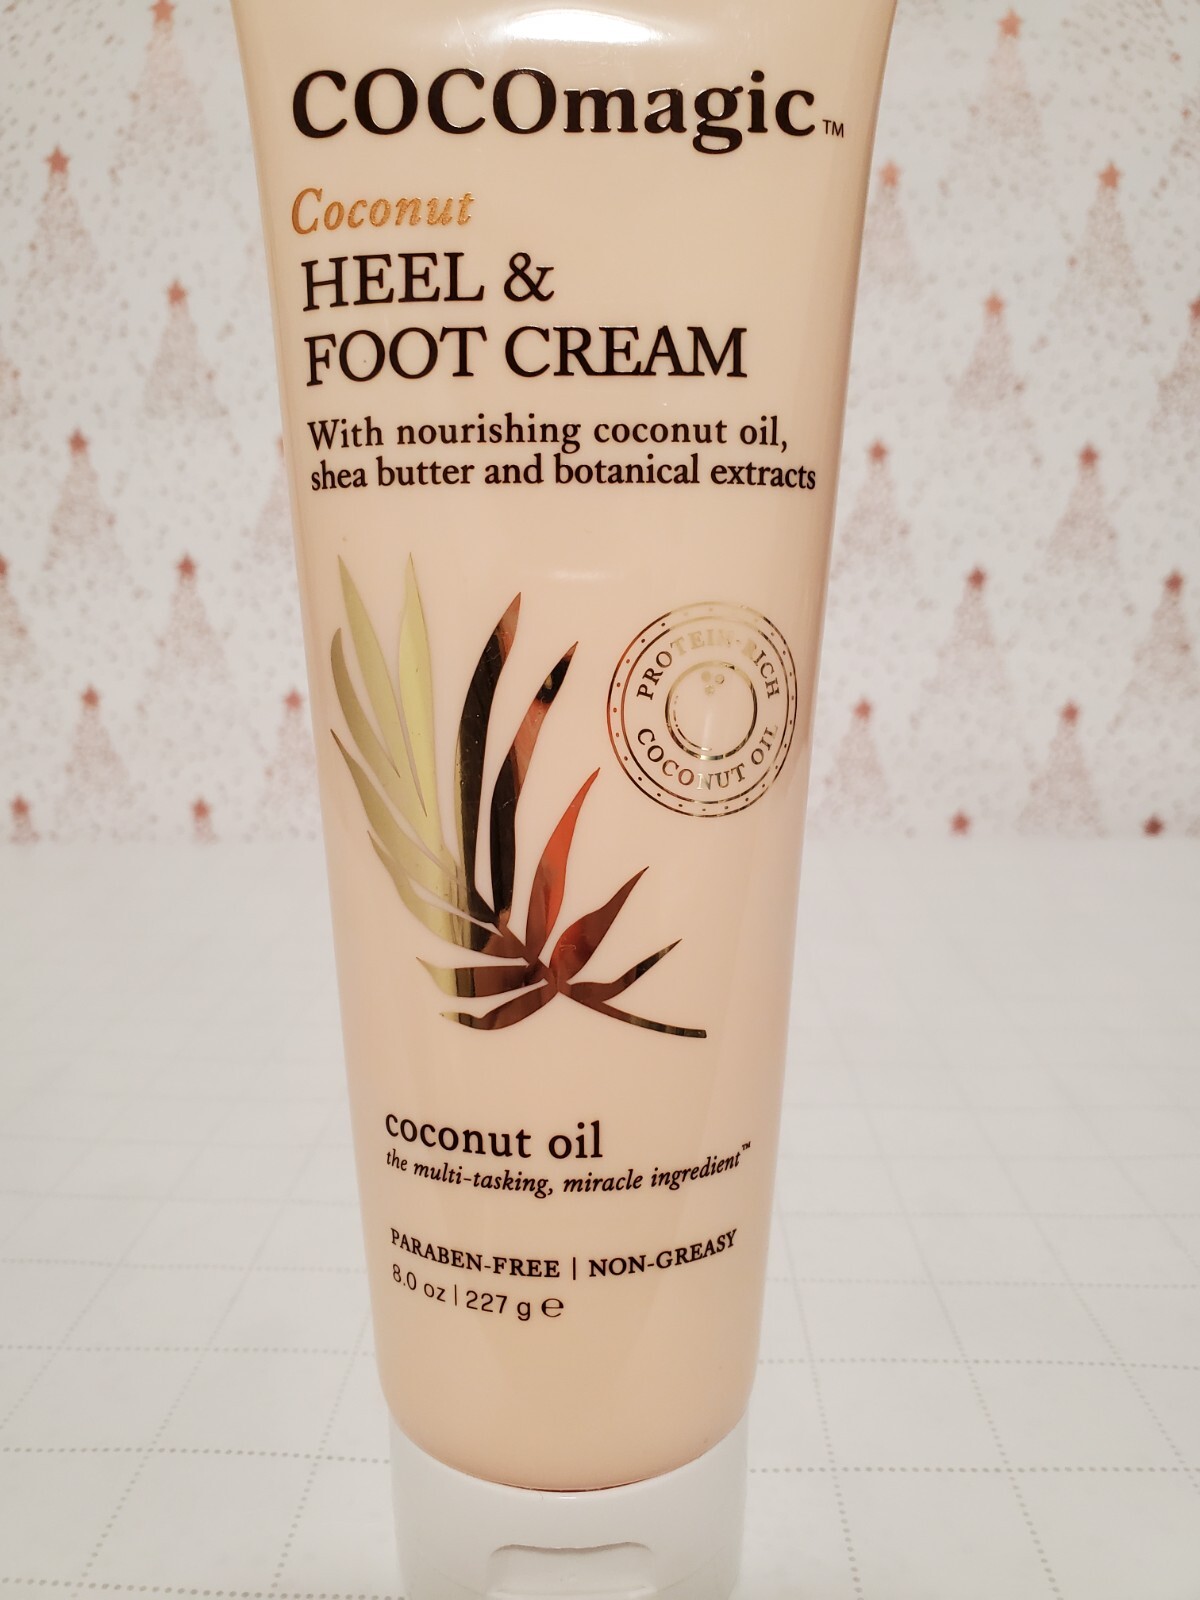 COCOmagic™
Coconut
HEEL &
FOOT CREAM
With nourishing coconut oil,
shea butter and botanical extracts
PROTEIN-RICH
COCONUT OIL
coconut oil
the multi-tasking, miracle ingredient™
PARABEN-FREE | NON-GREASY
8.0 oz | 227 g ℮